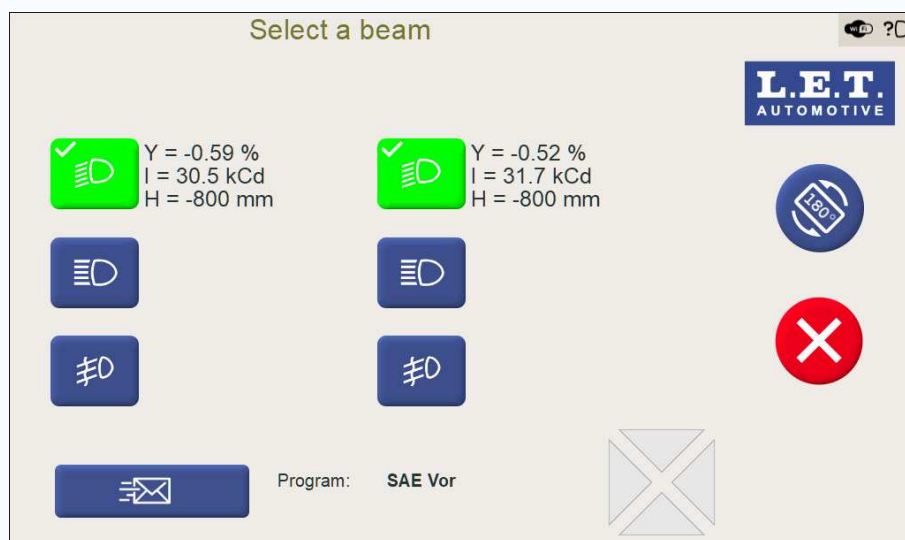 Select a beam
WiFi ?
L.E.T.
AUTOMOTIVE
Y = -0.59 %
I = 30.5 kCd
H = -800 mm
Y = -0.52 %
I = 31.7 kCd
H = -800 mm
180°
Program: SAE Vor